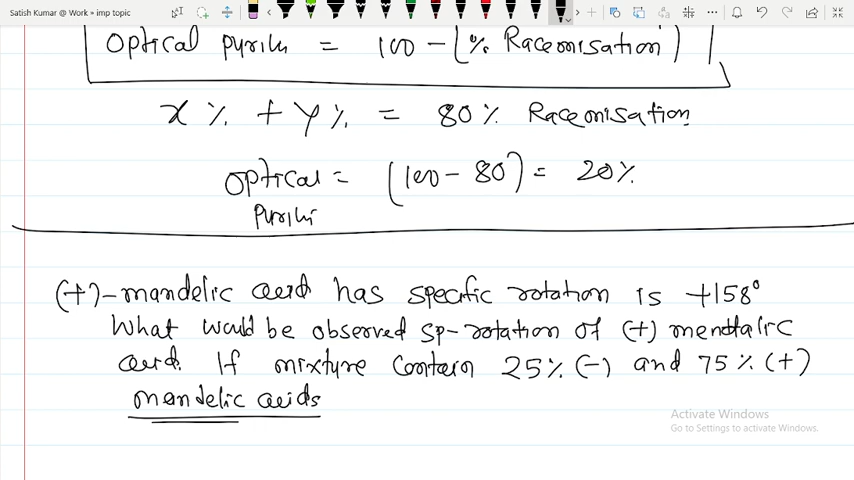 Satish Kumar @ Work » imp topic
Optical purity = 100 - (% Racemisation)
x % + y % = 80 % Racemisation
Optical = (100 - 80) = 20%
purity
(+)-mandelic acid has specific rotation is +158°
What would be observed sp-rotation of (+) mendtalic
acid. If mixture contain 25% (-) and 75% (+)
mandelic acids
Activate Windows
Go to Settings to activate Windows.